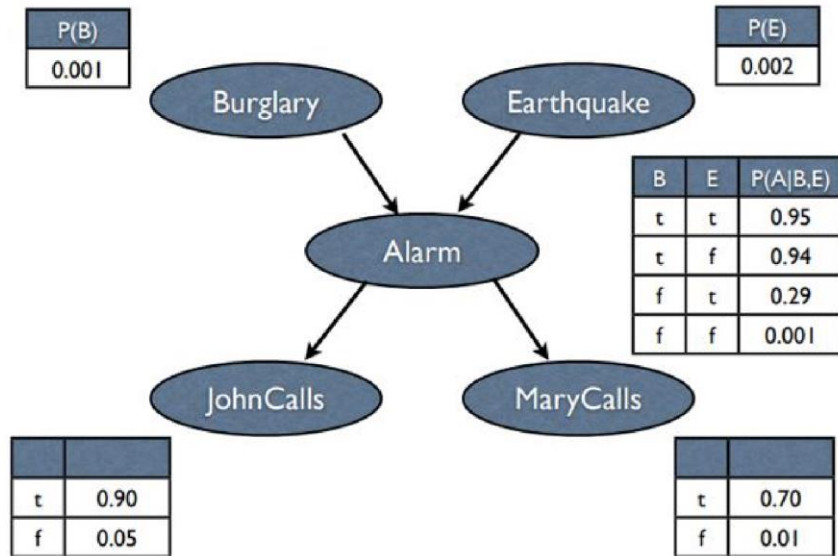 P(B)
0.001
P(E)
0.002
Burglary
Earthquake
B E P(A|B,E)
t t 0.95
t f 0.94
f t 0.29
f f 0.001
Alarm
JohnCalls
MaryCalls
t 0.90
f 0.05
t 0.70
f 0.01